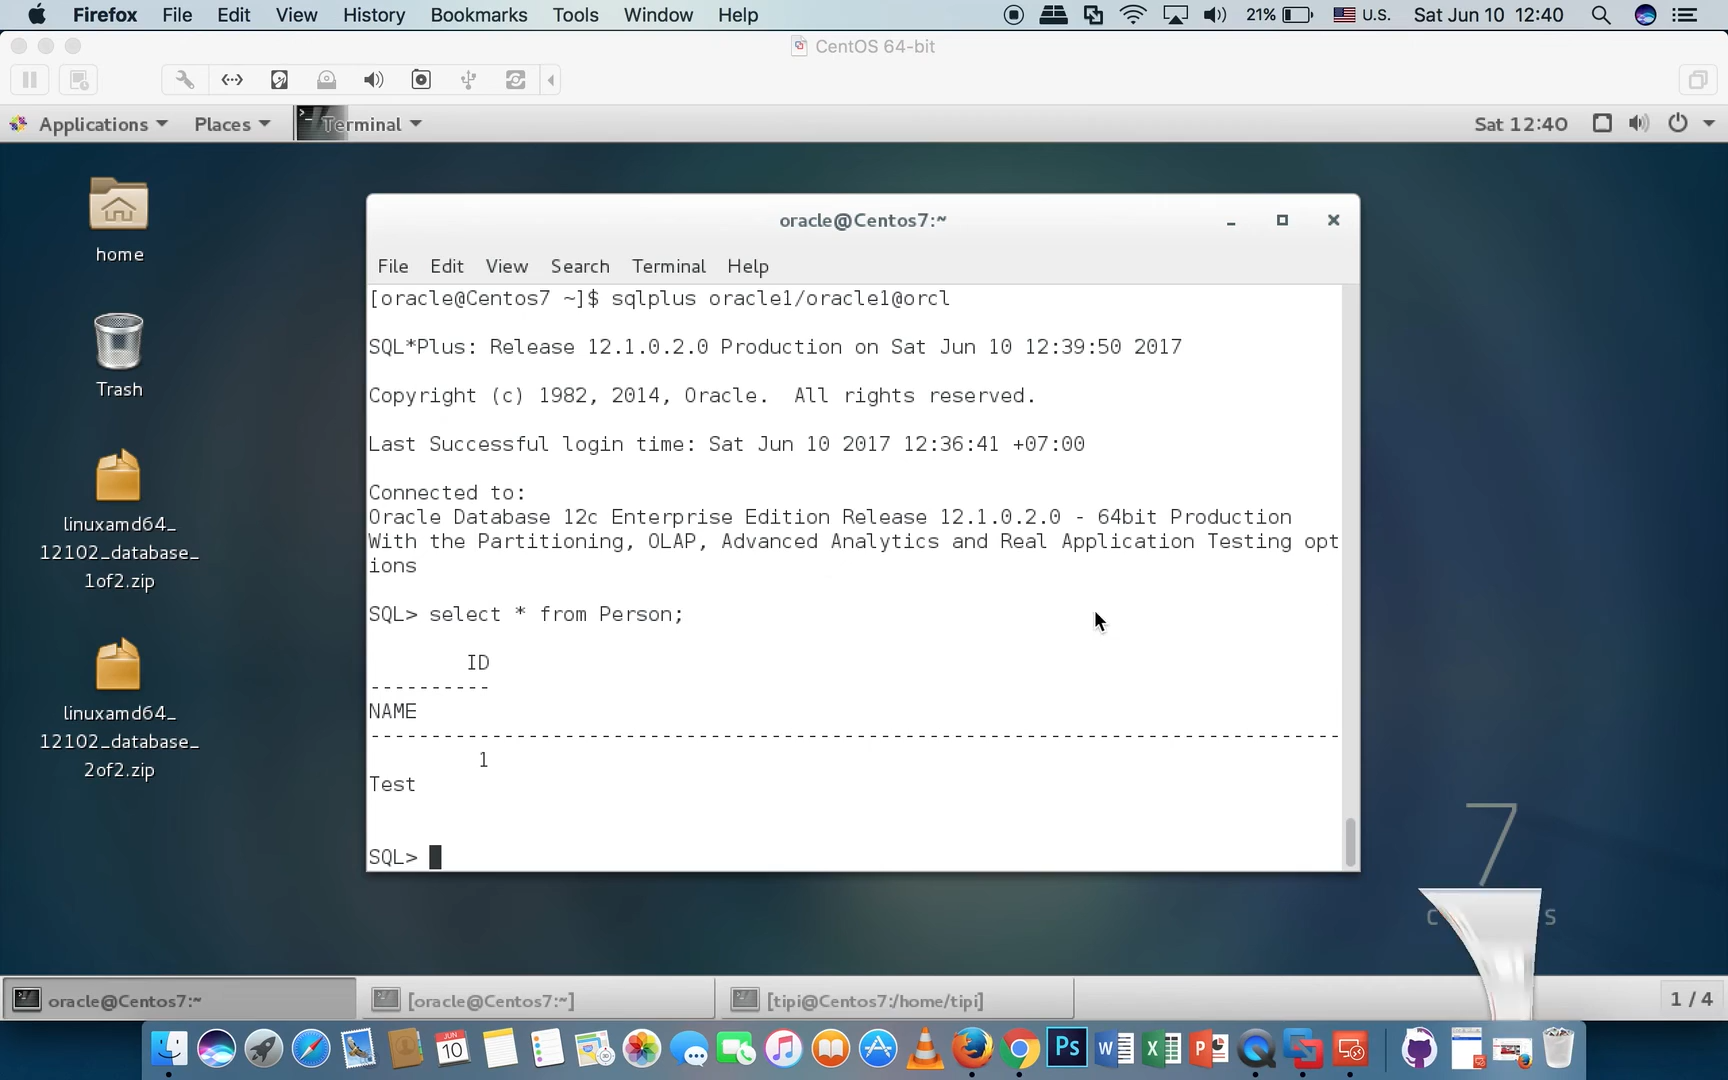 Firefox File Edit View History Bookmarks Tools Window Help 21% U.S. Sat Jun 10 12:40
CentOS 64-bit
Applications Places Terminal Sat 12:40
home
Trash
linuxamd64_
12102_database_
1of2.zip
linuxamd64_
12102_database_
2of2.zip
oracle@Centos7:~
File Edit View Search Terminal Help
[oracle@Centos7 ~]$ sqlplus oracle1/oracle1@orcl
SQL*Plus: Release 12.1.0.2.0 Production on Sat Jun 10 12:39:50 2017
Copyright (c) 1982, 2014, Oracle.  All rights reserved.
Last Successful login time: Sat Jun 10 2017 12:36:41 +07:00
Connected to:
Oracle Database 12c Enterprise Edition Release 12.1.0.2.0 - 64bit Production
With the Partitioning, OLAP, Advanced Analytics and Real Application Testing opt
ions
SQL> select * from Person;
ID
----------
NAME
--------------------------------------------------------------------------------
1
Test
SQL>
7
C S
oracle@Centos7:~ [oracle@Centos7:~] [tipi@Centos7:/home/tipi] 1 / 4
JUN
10
Ps